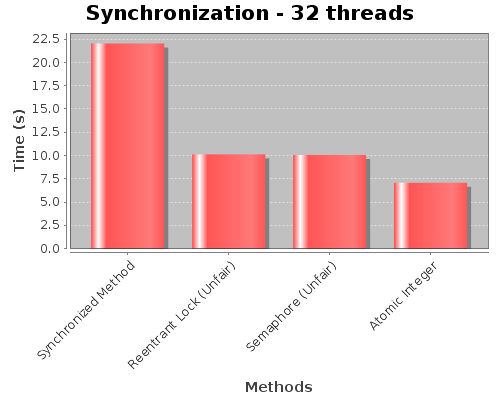 Synchronization - 32 threads
22.5
20.0
17.5
15.0
12.5
10.0
7.5
5.0
2.5
0.0
Time (s)
Synchronized Method
Reentrant Lock (Unfair)
Semaphore (Unfair)
Atomic Integer
Methods